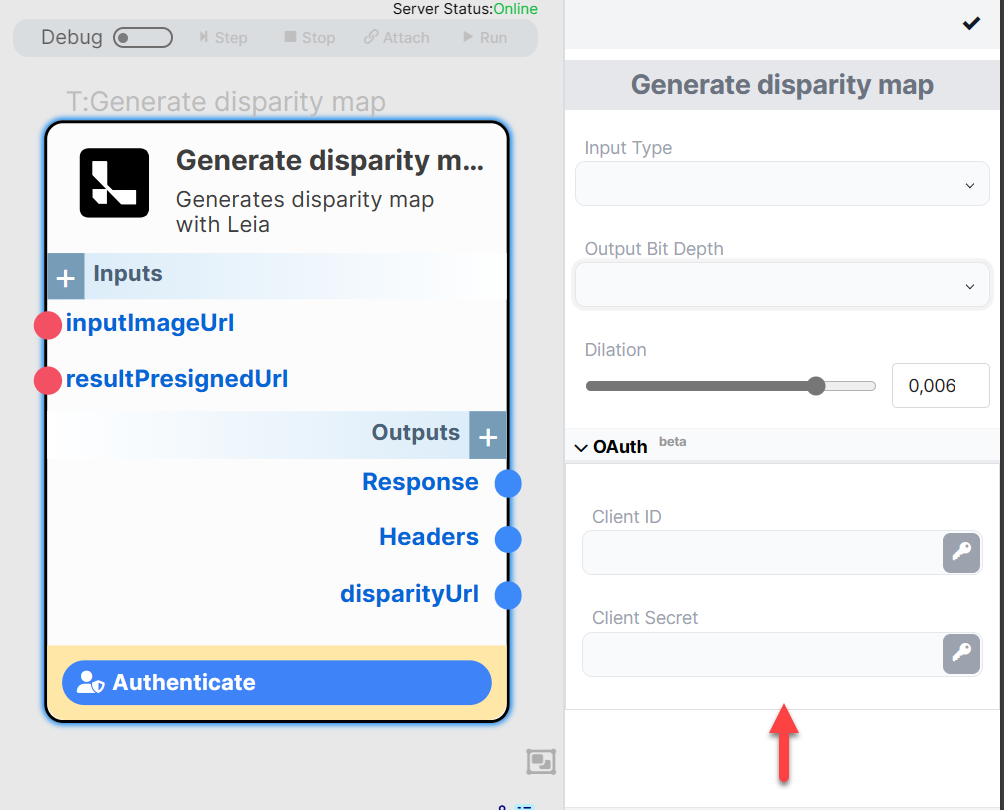 Server Status:Online
Debug
Step
Stop
Attach
Run
T:Generate disparity map
Generate disparity m...
Generates disparity map
with Leia
+ Inputs
inputImageUrl
resultPresignedUrl
Outputs +
Response
Headers
disparityUrl
Authenticate
Generate disparity map
Input Type
Output Bit Depth
Dilation
0,006
OAuth beta
Client ID
Client Secret